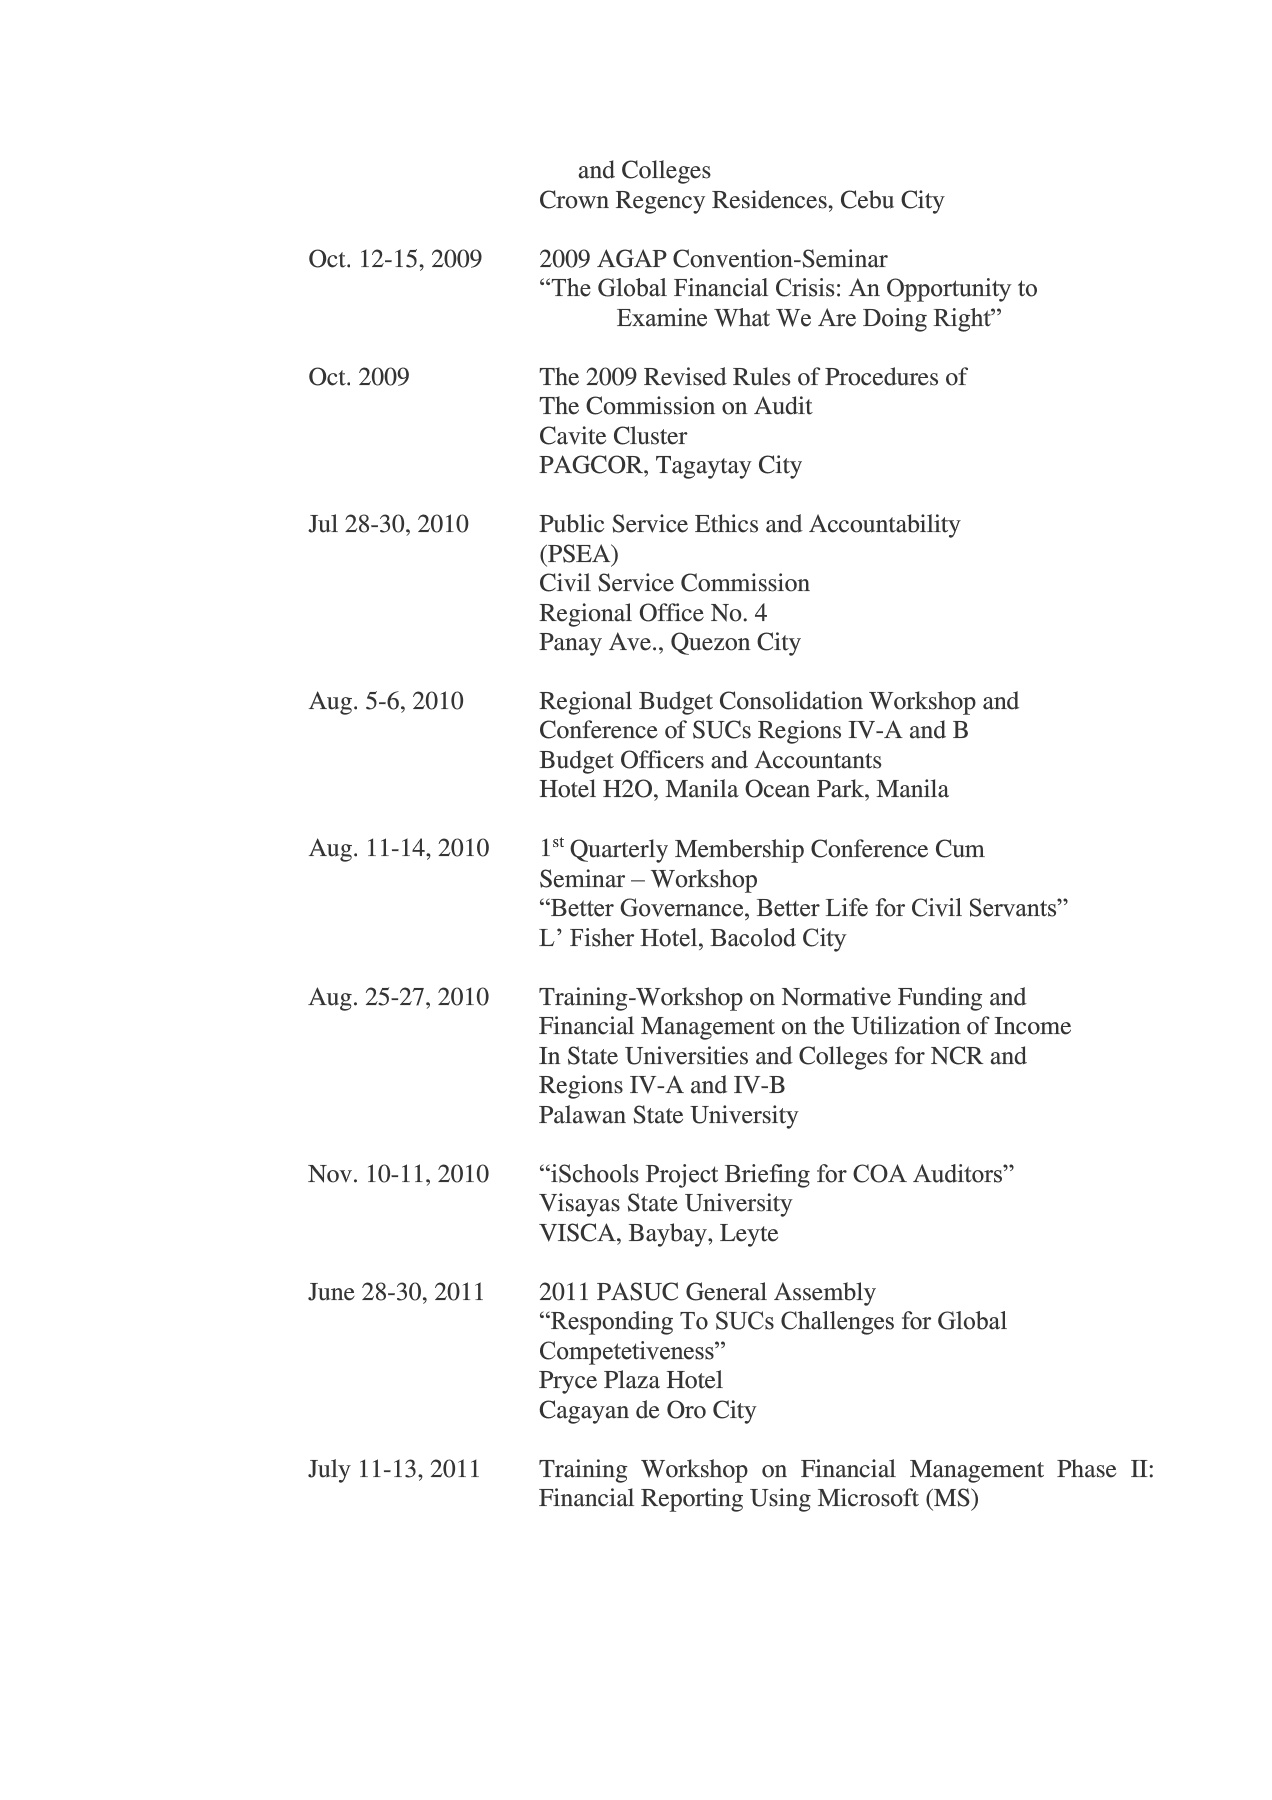 and Colleges
Crown Regency Residences, Cebu City
Oct. 12-15, 2009 2009 AGAP Convention-Seminar
“The Global Financial Crisis: An Opportunity to
Examine What We Are Doing Right”
Oct. 2009 The 2009 Revised Rules of Procedures of
The Commission on Audit
Cavite Cluster
PAGCOR, Tagaytay City
Jul 28-30, 2010 Public Service Ethics and Accountability
(PSEA)
Civil Service Commission
Regional Office No. 4
Panay Ave., Quezon City
Aug. 5-6, 2010 Regional Budget Consolidation Workshop and
Conference of SUCs Regions IV-A and B
Budget Officers and Accountants
Hotel H2O, Manila Ocean Park, Manila
Aug. 11-14, 2010 1st Quarterly Membership Conference Cum
Seminar – Workshop
“Better Governance, Better Life for Civil Servants”
L’ Fisher Hotel, Bacolod City
Aug. 25-27, 2010 Training-Workshop on Normative Funding and
Financial Management on the Utilization of Income
In State Universities and Colleges for NCR and
Regions IV-A and IV-B
Palawan State University
Nov. 10-11, 2010 “iSchools Project Briefing for COA Auditors”
Visayas State University
VISCA, Baybay, Leyte
June 28-30, 2011 2011 PASUC General Assembly
“Responding To SUCs Challenges for Global
Competetiveness”
Pryce Plaza Hotel
Cagayan de Oro City
July 11-13, 2011 Training Workshop on Financial Management Phase II:
Financial Reporting Using Microsoft (MS)